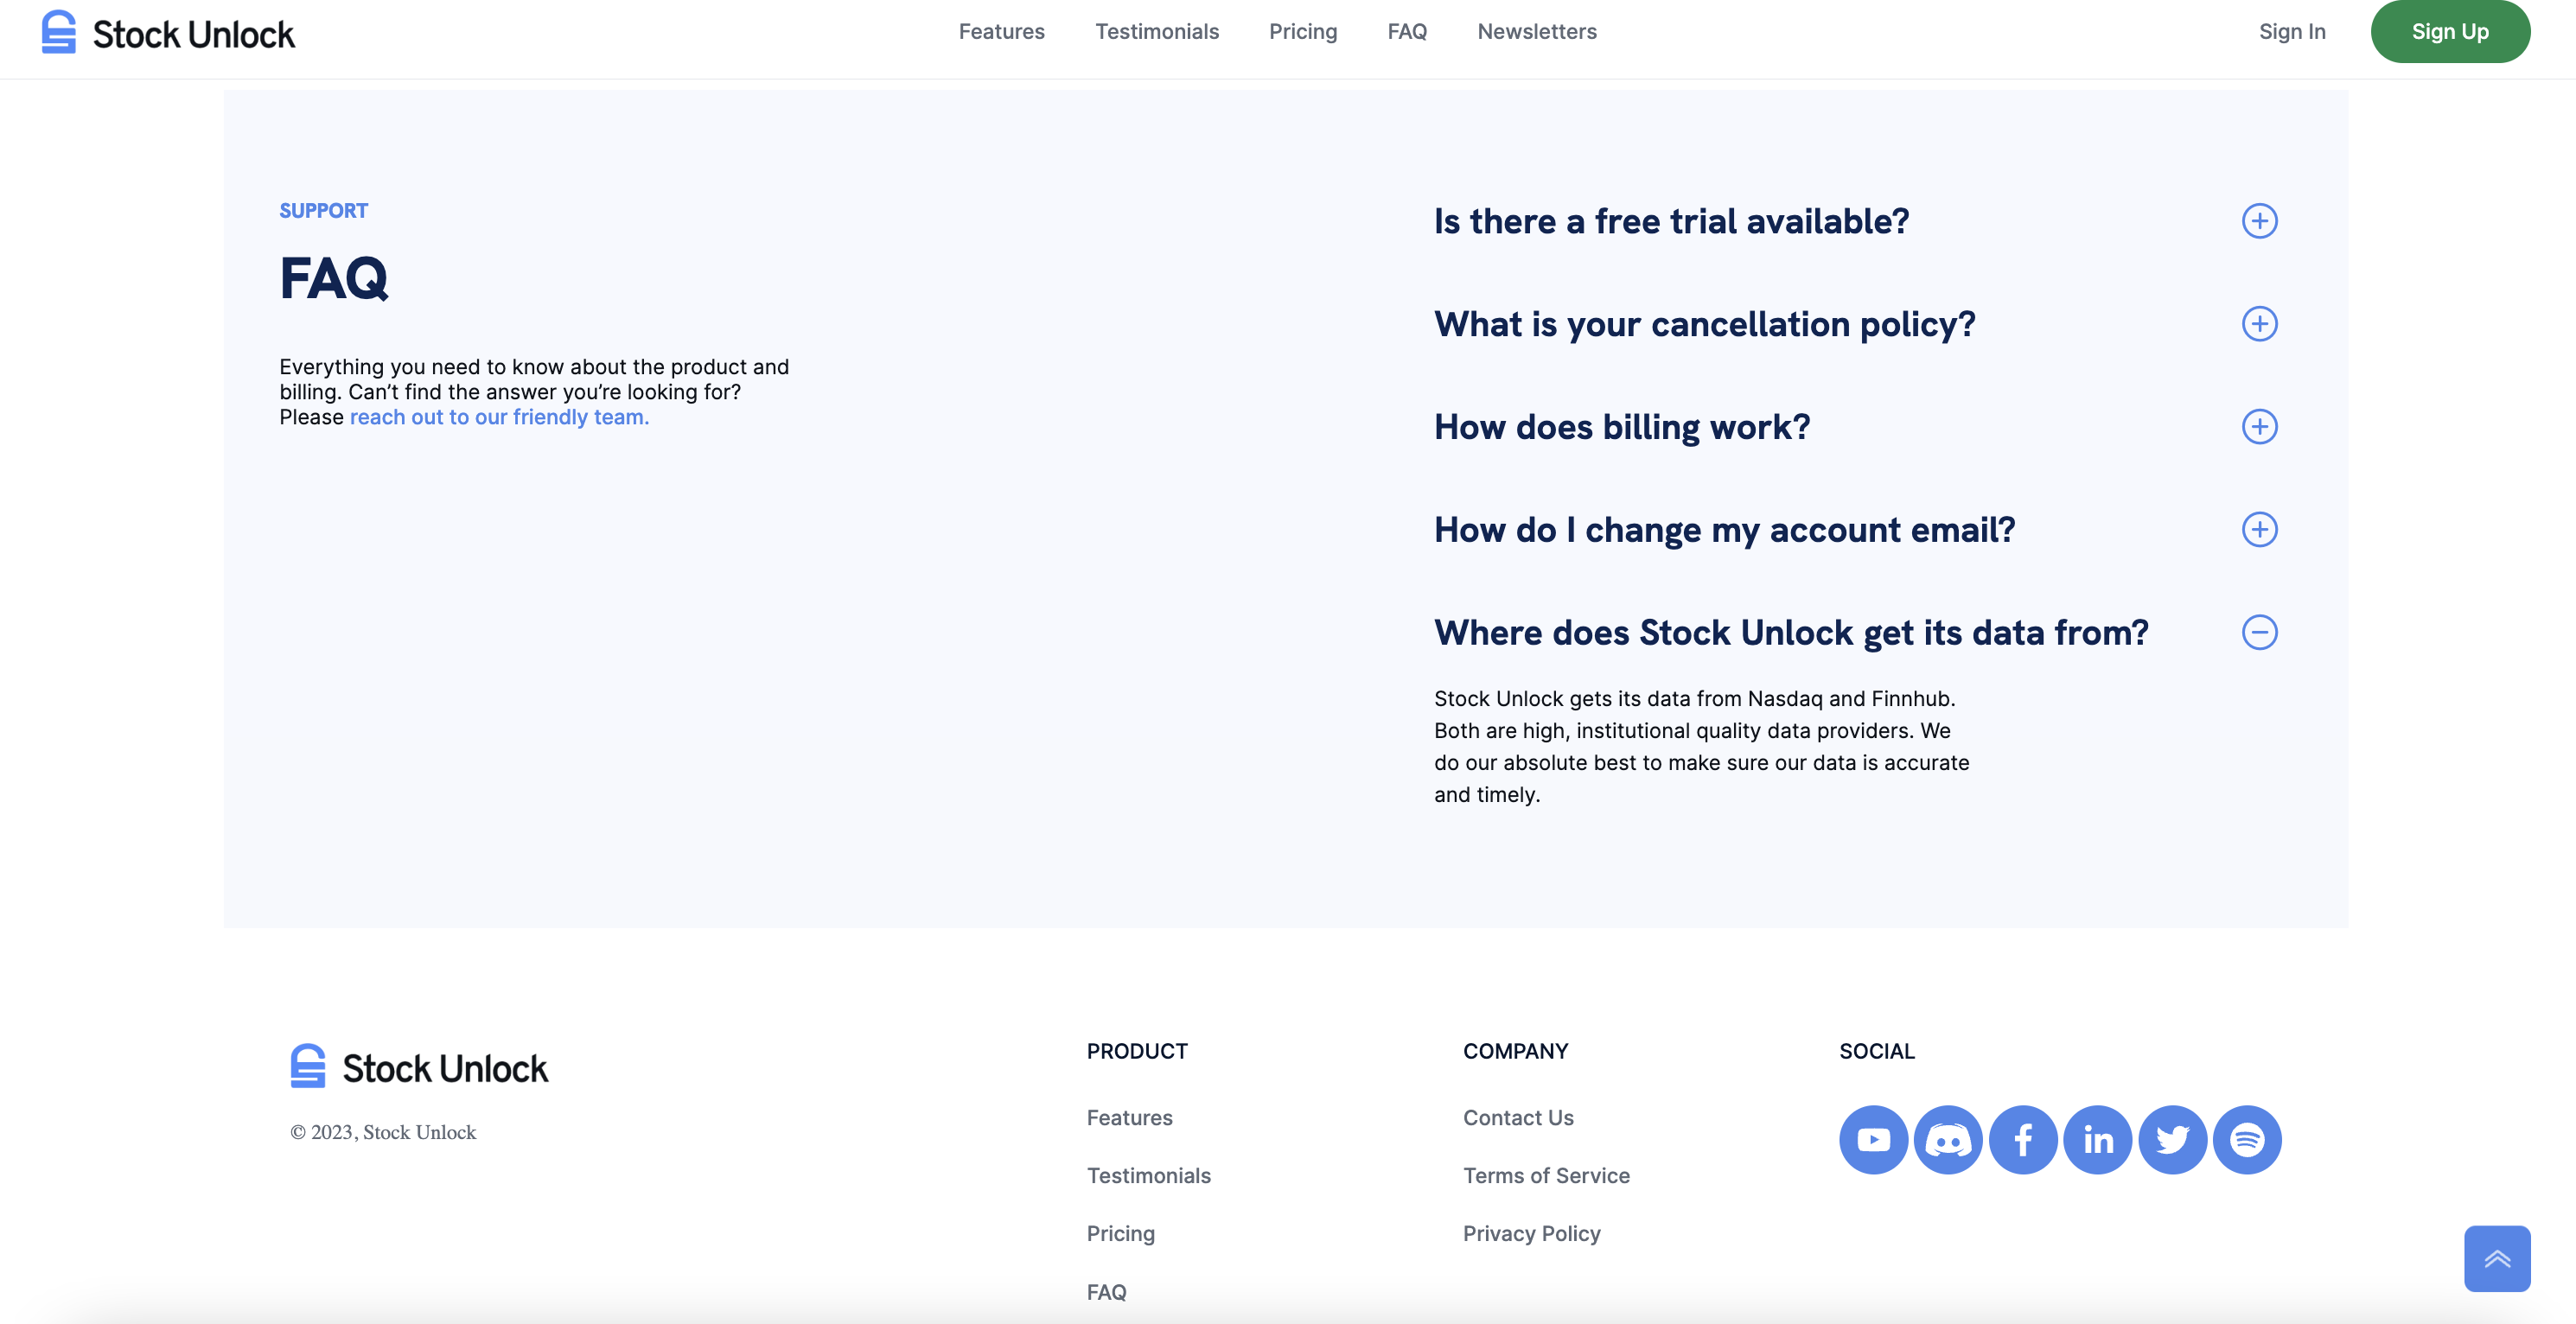 Stock Unlock
Features
Testimonials
Pricing
FAQ
Newsletters
Sign In
Sign Up
SUPPORT
FAQ
Everything you need to know about the product and
billing. Can’t find the answer you’re looking for?
Please reach out to our friendly team.
Is there a free trial available?
What is your cancellation policy?
How does billing work?
How do I change my account email?
Where does Stock Unlock get its data from?
Stock Unlock gets its data from Nasdaq and Finnhub.
Both are high, institutional quality data providers. We
do our absolute best to make sure our data is accurate
and timely.
Stock Unlock
© 2023, Stock Unlock
PRODUCT
Features
Testimonials
Pricing
FAQ
COMPANY
Contact Us
Terms of Service
Privacy Policy
SOCIAL
f
in